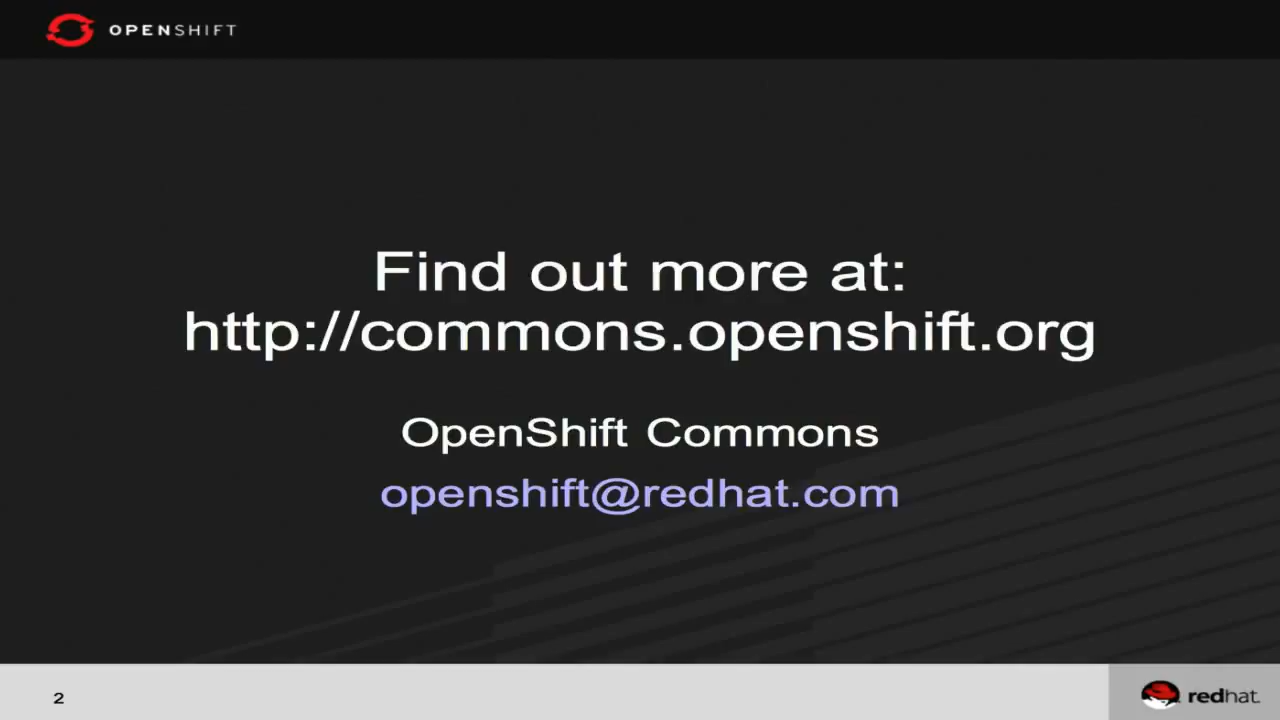 OPENSHIFT
Find out more at:
http://commons.openshift.org
OpenShift Commons
openshift@redhat.com
2
redhat.